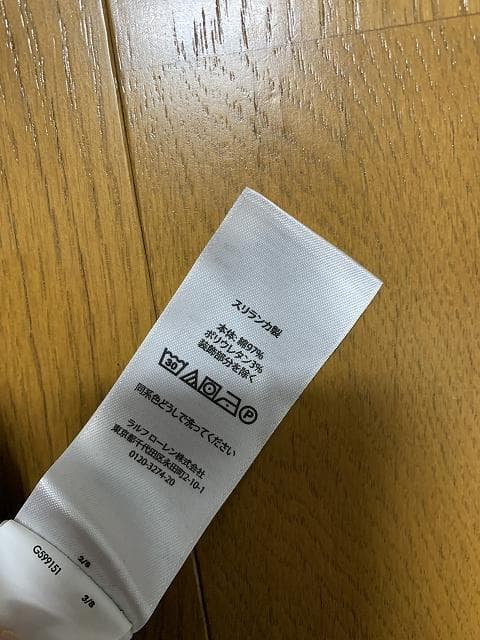 スリランカ製
本体: 綿97%
ポリウレタン3%
装飾部分を除く
30 P
同系色どうしで洗ってください
ラルフ ローレン株式会社
東京都千代田区永田町2-10-1
0120-3274-20
2/8
G599151
3/8